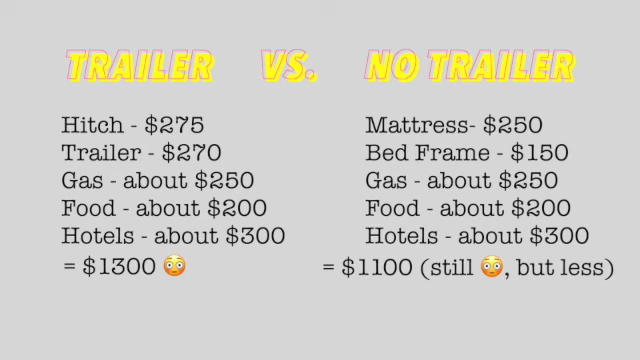 TRAILER VS. NO TRAILER
Hitch - $275
Trailer - $270
Gas - about $250
Food - about $200
Hotels - about $300
= $1300 😳
Mattress- $250
Bed Frame - $150
Gas - about $250
Food - about $200
Hotels - about $300
= $1100 (still 😳, but less)